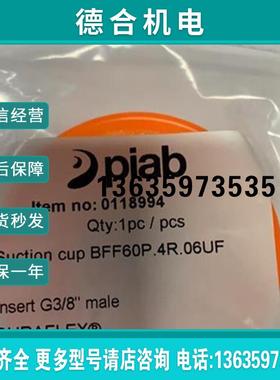 德合机电
信经营
后保障
货秒发
保一年
piab
13635973535
Item no: 0118994
Qty:1pc / pcs
Suction cup BFF60P.4R.06UF
nsert G3/8" male
DURAFLEX®
全 更多型号请店咨询 电话:136359